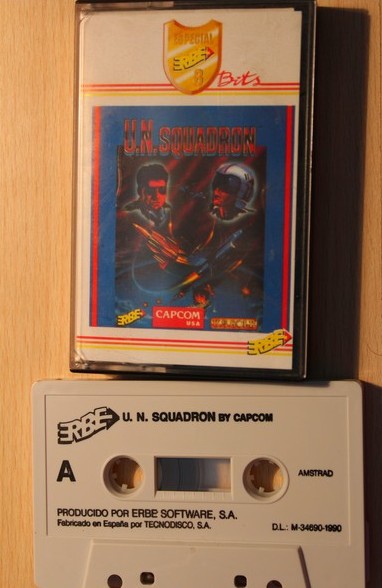 ESPECIAL
ERBE
8
Bits
U.N. SQUADRON
ERBE
CAPCOM
USA
ERBE
ERBE U. N. SQUADRON BY CAPCOM
A
AMSTRAD
PRODUCIDO POR ERBE SOFTWARE, S.A.
Fabricado en España por TECNODISCO, S.A.
D.L.: M-34690-1990